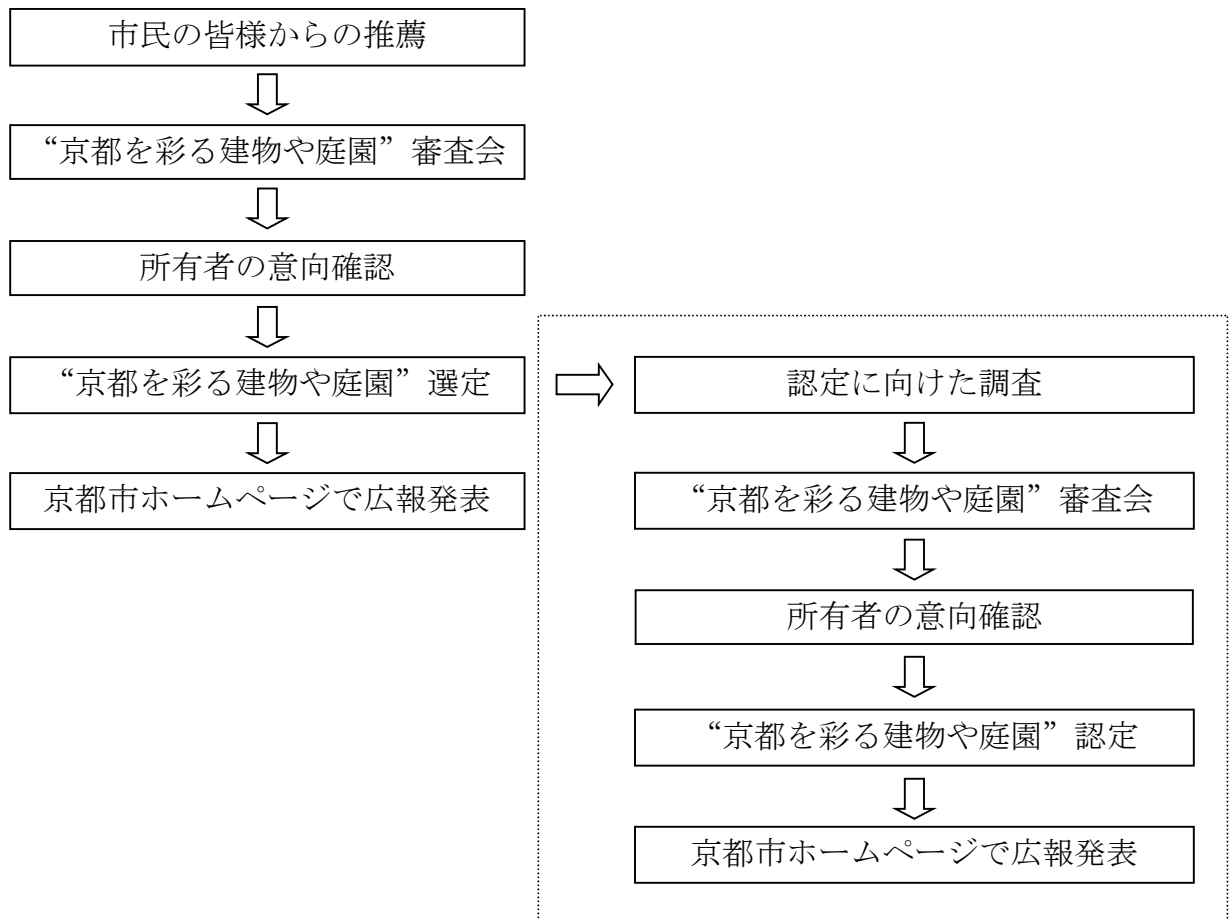 市民の皆様からの推薦
“京都を彩る建物や庭園”審査会
所有者の意向確認
“京都を彩る建物や庭園”選定
京都市ホームページで広報発表
認定に向けた調査
“京都を彩る建物や庭園”審査会
所有者の意向確認
“京都を彩る建物や庭園”認定
京都市ホームページで広報発表